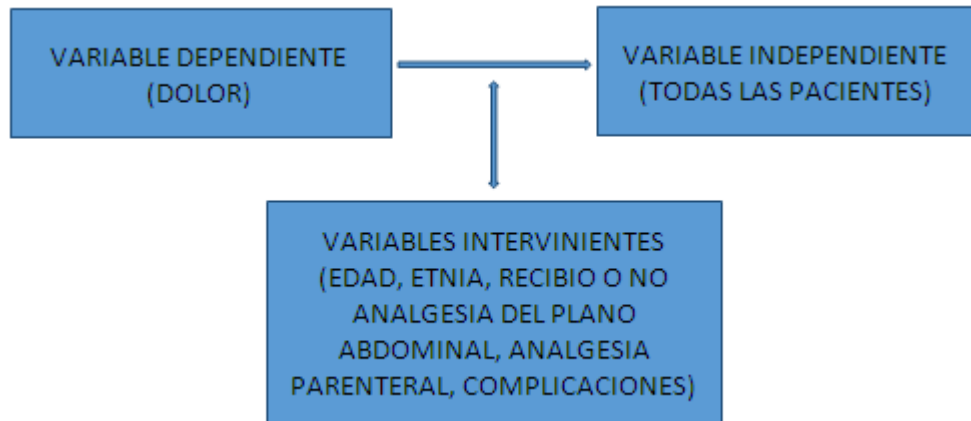 VARIABLE DEPENDIENTE
(DOLOR)
VARIABLE INDEPENDIENTE
(TODAS LAS PACIENTES)
VARIABLES INTERVINIENTES
(EDAD, ETNIA, RECIBIO O NO
ANALGESIA DEL PLANO
ABDOMINAL, ANALGESIA
PARENTERAL, COMPLICACIONES)